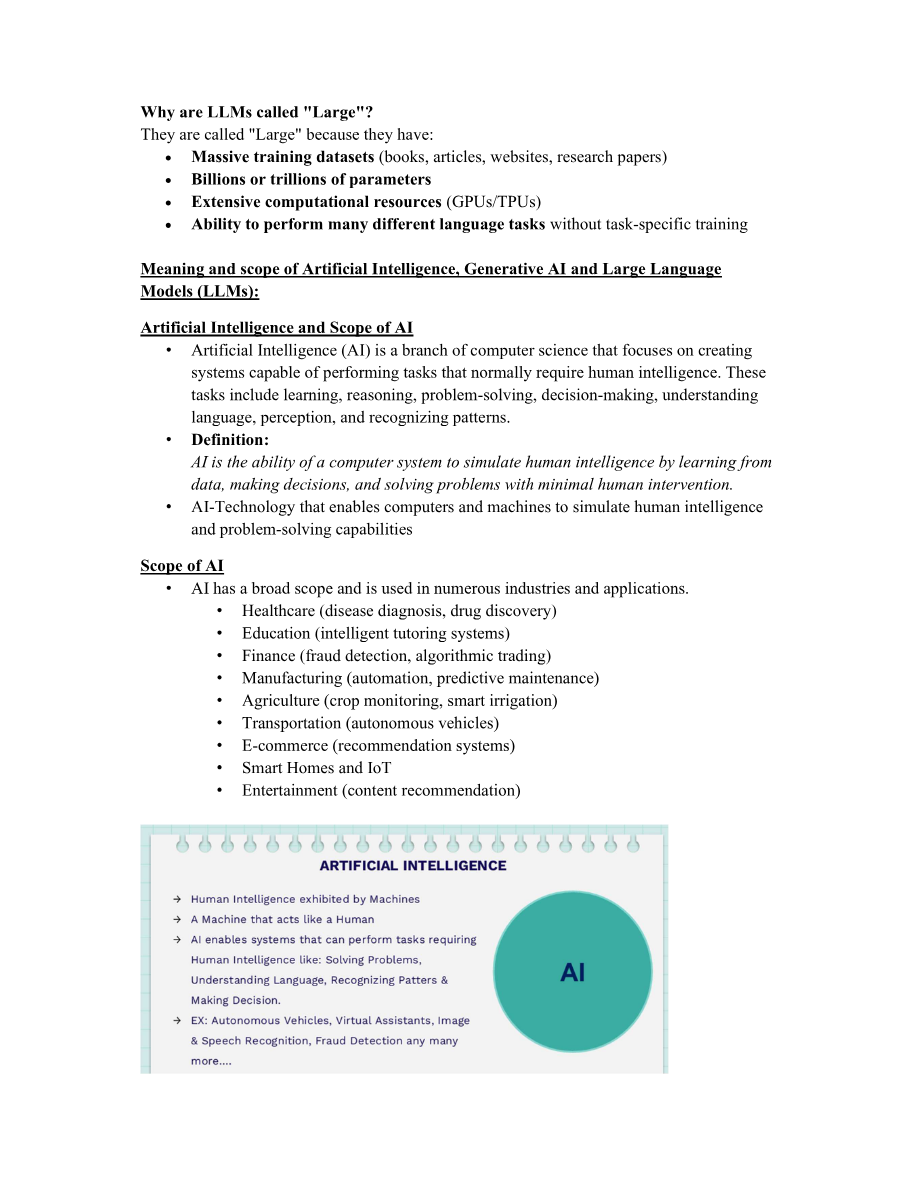 Why are LLMs called "Large"?
They are called "Large" because they have:
• Massive training datasets (books, articles, websites, research papers)
• Billions or trillions of parameters
• Extensive computational resources (GPUs/TPUs)
• Ability to perform many different language tasks without task-specific training
Meaning and scope of Artificial Intelligence, Generative AI and Large Language
Models (LLMs):
Artificial Intelligence and Scope of AI
• Artificial Intelligence (AI) is a branch of computer science that focuses on creating
systems capable of performing tasks that normally require human intelligence. These
tasks include learning, reasoning, problem-solving, decision-making, understanding
language, perception, and recognizing patterns.
• Definition:
AI is the ability of a computer system to simulate human intelligence by learning from
data, making decisions, and solving problems with minimal human intervention.
• AI-Technology that enables computers and machines to simulate human intelligence
and problem-solving capabilities
Scope of AI
• AI has a broad scope and is used in numerous industries and applications.
• Healthcare (disease diagnosis, drug discovery)
• Education (intelligent tutoring systems)
• Finance (fraud detection, algorithmic trading)
• Manufacturing (automation, predictive maintenance)
• Agriculture (crop monitoring, smart irrigation)
• Transportation (autonomous vehicles)
• E-commerce (recommendation systems)
• Smart Homes and IoT
• Entertainment (content recommendation)
ARTIFICIAL INTELLIGENCE
→ Human Intelligence exhibited by Machines
→ A Machine that acts like a Human
→ AI enables systems that can perform tasks requiring
Human Intelligence like: Solving Problems,
Understanding Language, Recognizing Patters &
Making Decision.
→ EX: Autonomous Vehicles, Virtual Assistants, Image
& Speech Recognition, Fraud Detection any many
more....
AI